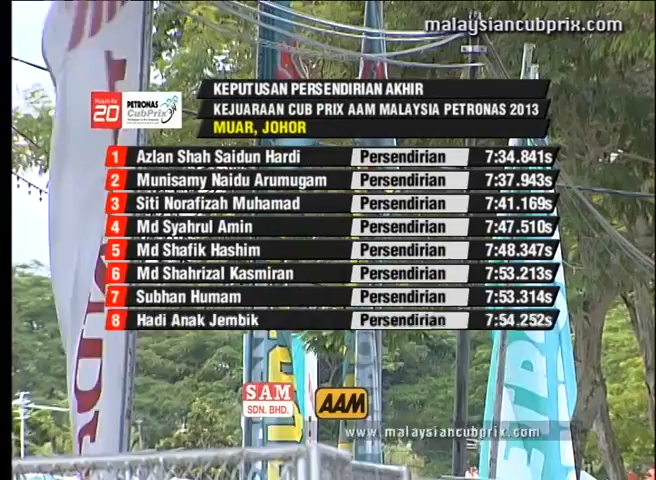 malaysiancubprix.com
Musim Ke
20
PETRONAS
CubPrix
KEPUTUSAN PERSENDIRIAN AKHIR
KEJUARAAN CUB PRIX AAM MALAYSIA PETRONAS 2013
MUAR, JOHOR
1 Azlan Shah Saidun Hardi Persendirian 7:34.841s
2 Munisamy Naidu Arumugam Persendirian 7:37.943s
3 Siti Norafizah Muhamad Persendirian 7:41.169s
4 Md Syahrul Amin Persendirian 7:47.510s
5 Md Shafik Hashim Persendirian 7:48.347s
6 Md Shahrizal Kasmiran Persendirian 7:53.213s
7 Subhan Humam Persendirian 7:53.314s
8 Hadi Anak Jembik Persendirian 7:54.252s
SAM
SDN. BHD.
AAM
www.malaysiancubprix.com